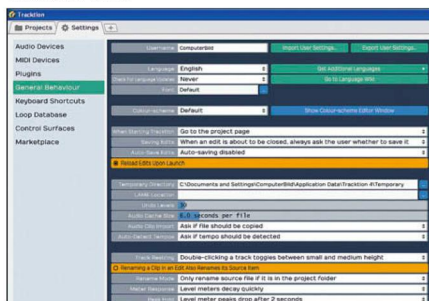 Tracktion
Projects
Settings
Audio Devices
MIDI Devices
Plugins
General Behaviour
Keyboard Shortcuts
Loop Database
Control Surfaces
Marketplace
Username ComputerBild Import User Settings... Export User Settings...
Language English Get Additional Languages
Check For Language Updates Never Go to Language Wiki
Font Default
Colour-scheme Default Show Colour-scheme Editor Window
When Starting Tracktion Go to the project page
Saving Edits When an edit is about to be closed, always ask the user whether to save it
Auto-Save Edits Auto-saving disabled
Reload Edits Upon Launch
Temporary Directory C:\Documents and Settings\ComputerBild\Application Data\Tracktion 4\Temporary
LAME Location
Undo Levels 30
Audio Cache Size 6.0 seconds per file
Audio Clip Import Ask if file should be copied
Auto-Detect Tempos Ask if tempo should be detected
Track Resizing Double-clicking a track toggles between small and medium height
Renaming a Clip in an Edit Also Renames its Source Item
Rename Mode Only rename source file if it is in the project folder
Meter Response Level meters decay quickly
Peak Hold Level meter peaks drop after 2 seconds